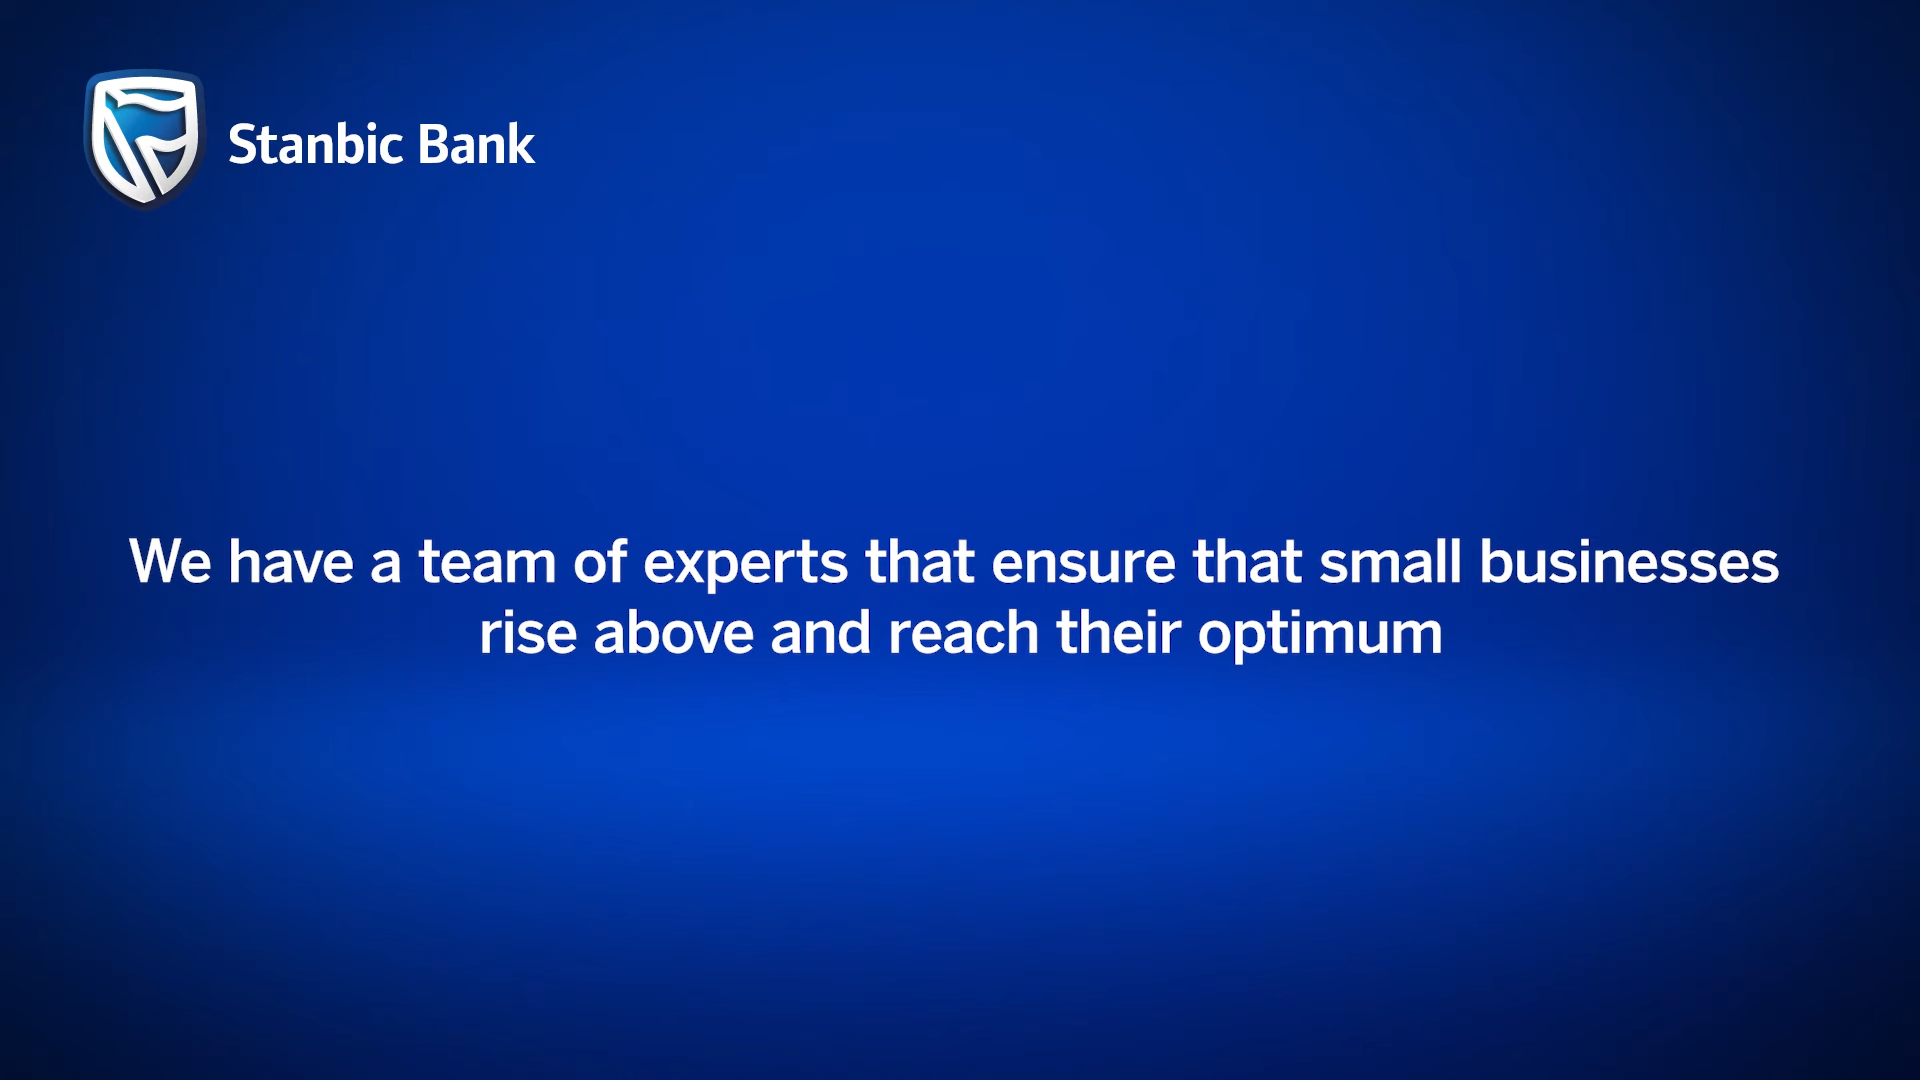 Stanbic Bank
We have a team of experts that ensure that small businesses
rise above and reach their optimum